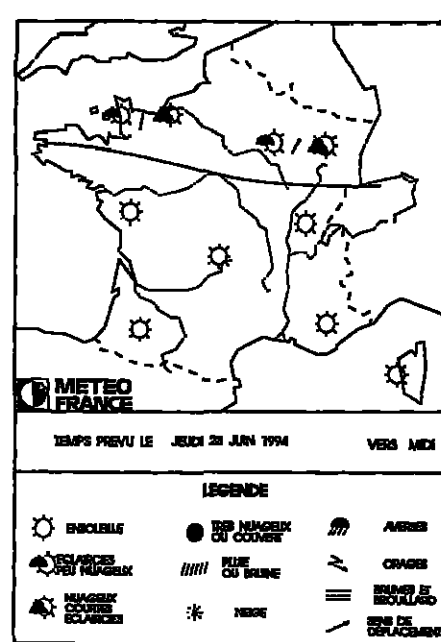 METEO
FRANCE
TEMPS PREVU LE JEUDI 23 JUIN 1994 VERS MIDI
LEGENDE
ENSOLEILLE
TRES NUAGEUX
OU COUVERT
AVERSES
ECLAIRCIES
PEU NUAGEUX
PLUIE
OU BRUINE
ORAGES
NUAGEUX
COURTES
ECLAIRCIES
NEIGE
BRUMES ET
BROUILLARD
SENS DE
DEPLACEMENT